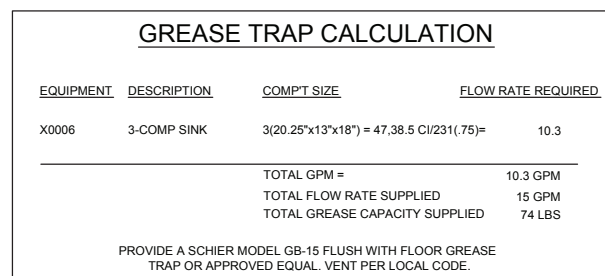 GREASE TRAP CALCULATION
EQUIPMENT DESCRIPTION COMP'T SIZE FLOW RATE REQUIRED
X0006 3-COMP SINK 3(20.25"x13"x18") = 47,38.5 CI/231(.75)= 10.3
TOTAL GPM = 10.3 GPM
TOTAL FLOW RATE SUPPLIED 15 GPM
TOTAL GREASE CAPACITY SUPPLIED 74 LBS
PROVIDE A SCHIER MODEL GB-15 FLUSH WITH FLOOR GREASE
TRAP OR APPROVED EQUAL. VENT PER LOCAL CODE.